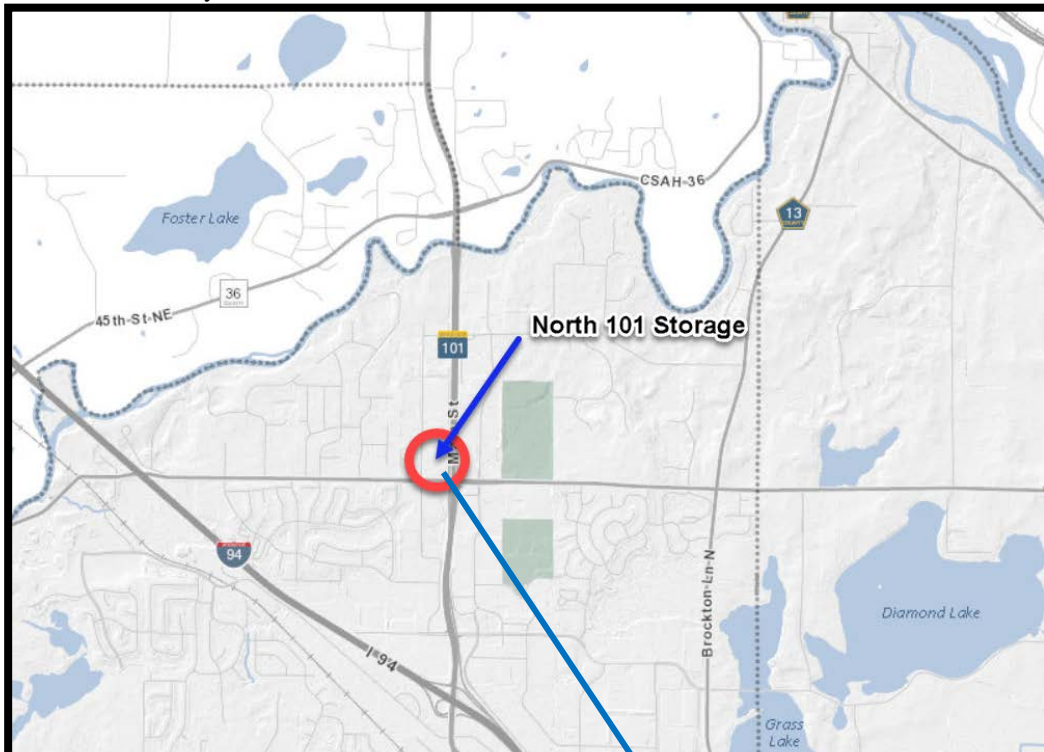 CSAH-36
Foster Lake
13
COUNTY
36
45th-St-NE
North 101 Storage
101
94
Diamond Lake
Brockton-Ln-N
I-94
Grass
Lake